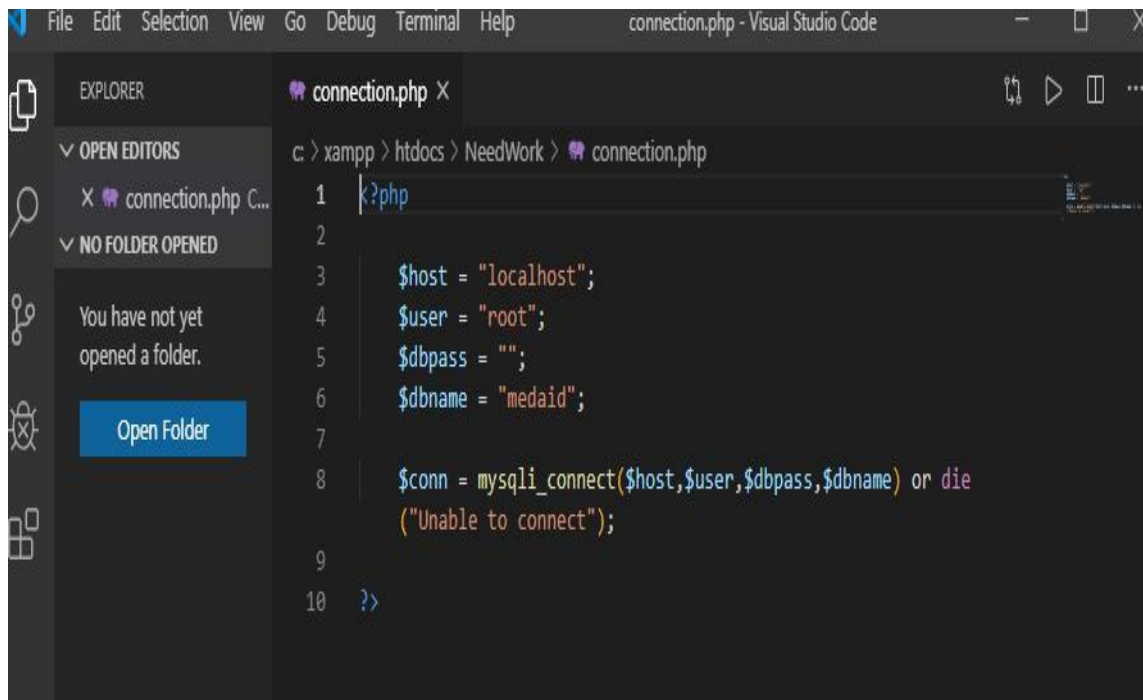 File Edit Selection View Go Debug Terminal Help connection.php - Visual Studio Code
EXPLORER
OPEN EDITORS
connection.php C...
NO FOLDER OPENED
You have not yet
opened a folder.
Open Folder
connection.php
c: > xampp > htdocs > NeedWork > connection.php
1 <?php
2
3 $host = "localhost";
4 $user = "root";
5 $dbpass = "";
6 $dbname = "medaid";
7
8 $conn = mysqli_connect($host,$user,$dbpass,$dbname) or die
("Unable to connect");
9
10 ?>